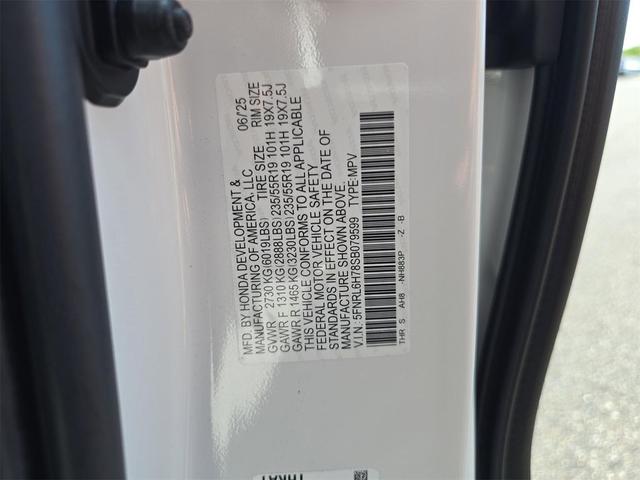 MFD. BY HONDA DEVELOPMENT & 06/25
MANUFACTURING OF AMERICA, LLC
TIRE SIZE RIM SIZE
GVWR 2730 KG(6019LBS)
GAWR F 1310 KG(2888LBS) 235/55R19 101H 19X7.5J
GAWR R 1465 KG(3230LBS) 235/55R19 101H 19X7.5J
THIS VEHICLE CONFORMS TO ALL APPLICABLE
FEDERAL MOTOR VEHICLE SAFETY
STANDARDS IN EFFECT ON THE DATE OF
MANUFACTURE SHOWN ABOVE.
V.I.N.: 5FNRL6H78SB079599 TYPE:MPV
THR S AH8 -NH883P -Z -B